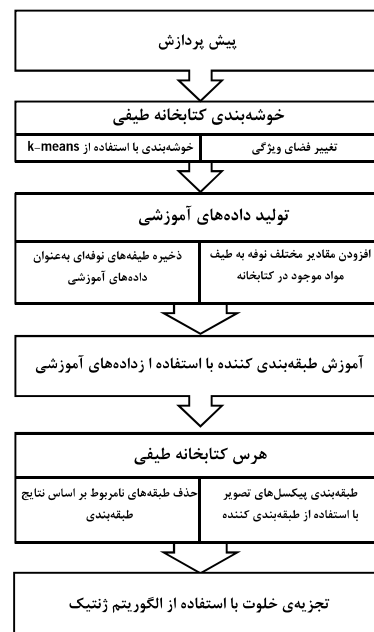 پیش پردازش
خوشه‌بندی کتابخانه طیفی
تغییر فضای ویژگی
خوشه‌بندی با استفاده از k-means
تولید داده‌های آموزشی
افزودن مقادیر مختلف نوفه به طیف
مواد موجود در کتابخانه
ذخیره طیفه‌های نوفه‌ای به‌عنوان
داده‌های آموزشی
آموزش طبقه‌بندی کننده با استفاده ا زداده‌های آموزشی
هرس کتابخانه طیفی
طبقه‌بندی پیکسل‌های تصویر
با استفاده از طبقه‌بندی کننده
حذف طبقه‌های نامربوط بر اساس نتایج
طبقه‌بندی
تجزیه‌ی خلوت با استفاده از الگوریتم ژنتیک